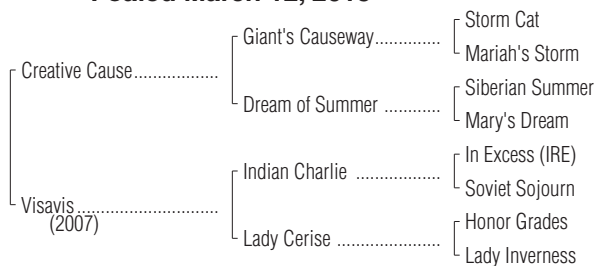 Foaled March 12,
Storm Cat
Giant's Causeway..............
Mariah's Storm
Creative Cause..................
Siberian Summer
Dream of Summer ............
Mary's Dream
In Excess (IRE)
Indian Charlie ..................
Soviet Sojourn
Visavis..............................
(2007)
Honor Grades
Lady Cerise ......................
Lady Inverness